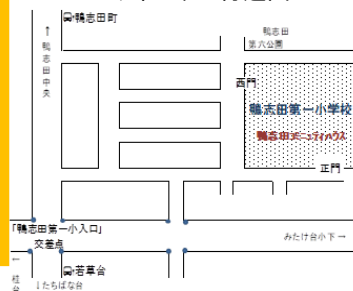 鴨志田町
↑鴨志田中央
鴨志田
第六公園
西門
鴨志田第一小学校
鴨志田コミュニティハウス
正門
「鴨志田第一小入口」
交差点
みたけ台小下→
←桂台
若草台
↓たちばな台